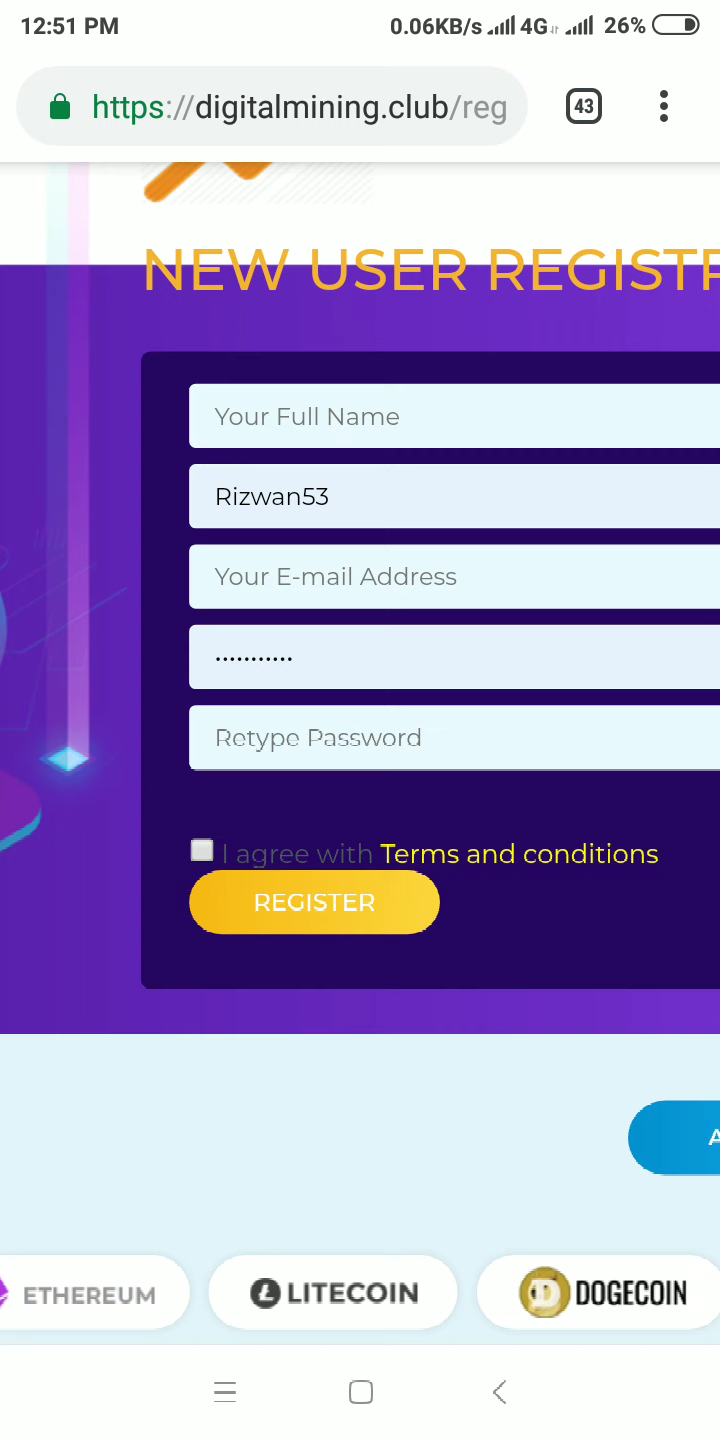 12:51 PM 0.06KB/s 4G 26%
https://digitalmining.club/reg 43
NEW USER REGISTR
Your Full Name
Rizwan53
Your E-mail Address
•••••••••••
Retype Password
I agree with Terms and conditions
REGISTER
A
ETHEREUM LITECOIN DOGECOIN